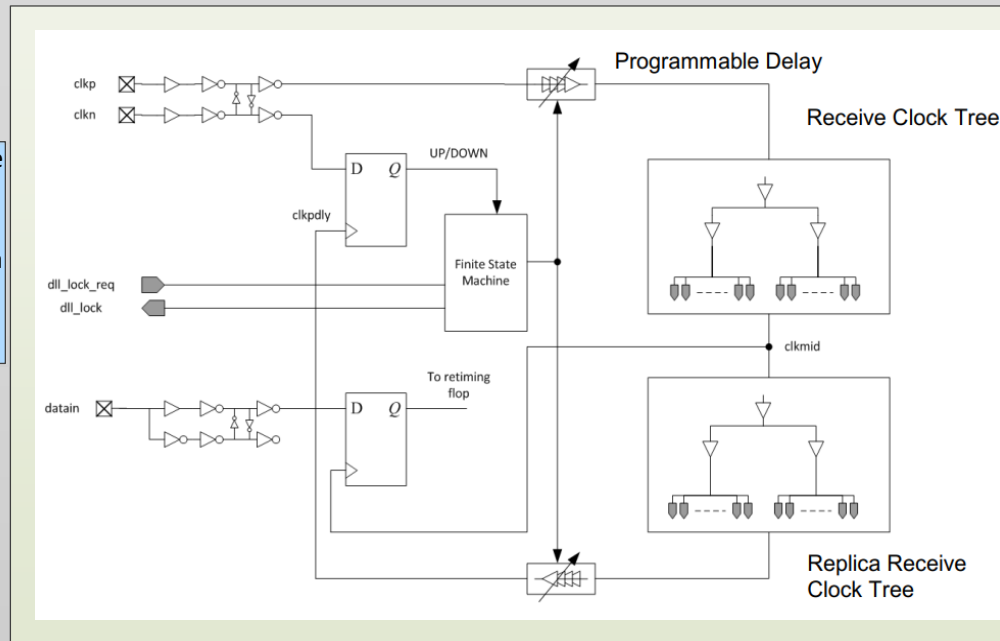 Programmable Delay
clkp
clkn
Receive Clock Tree
UP/DOWN
D Q
clkpdly
Finite State
Machine
dll_lock_req
dll_lock
clkmid
To retiming
flop
datain
D Q
Replica Receive
Clock Tree